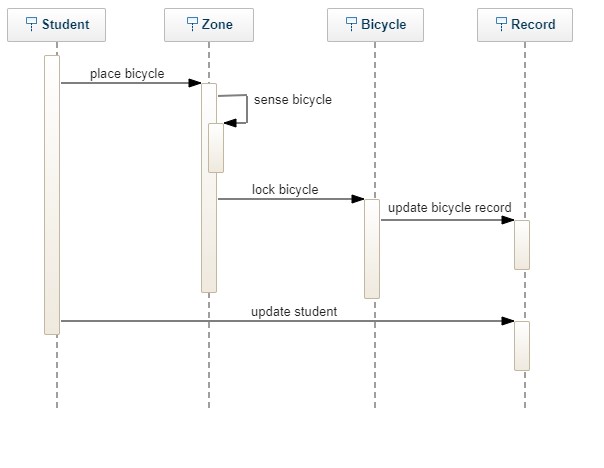 Student
Zone
Bicycle
Record
place bicycle
sense bicycle
lock bicycle
update bicycle record
update student